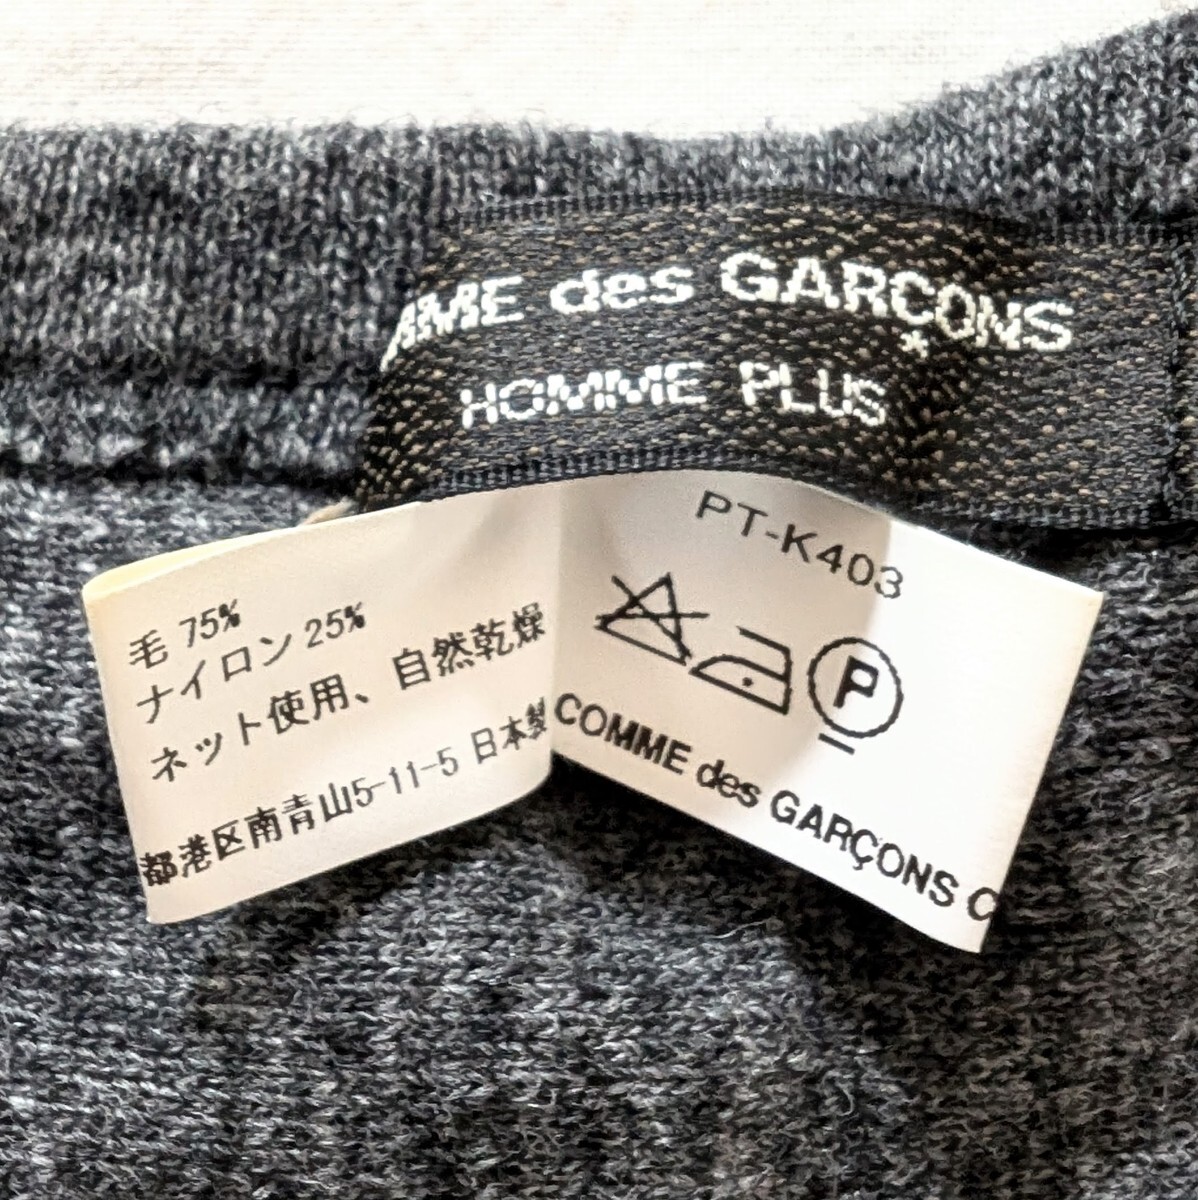 MME des GARÇONS
*
HOMME PLUS
毛 75%
ナイロン 25%
ネット使用、自然乾燥
都港区南青山5-11-5 日本製
PT-K403
P
COMME des GARÇONS C